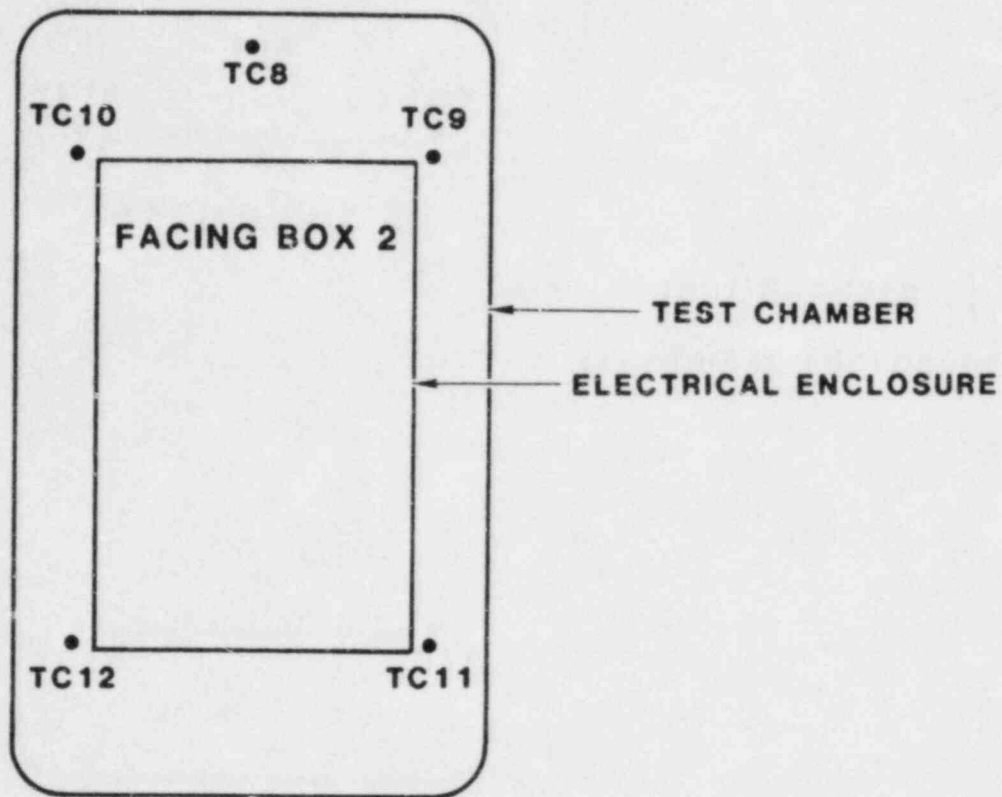 TC8
TC10
TC9
FACING BOX 2
TEST CHAMBER
ELECTRICAL ENCLOSURE
TC12
TC11